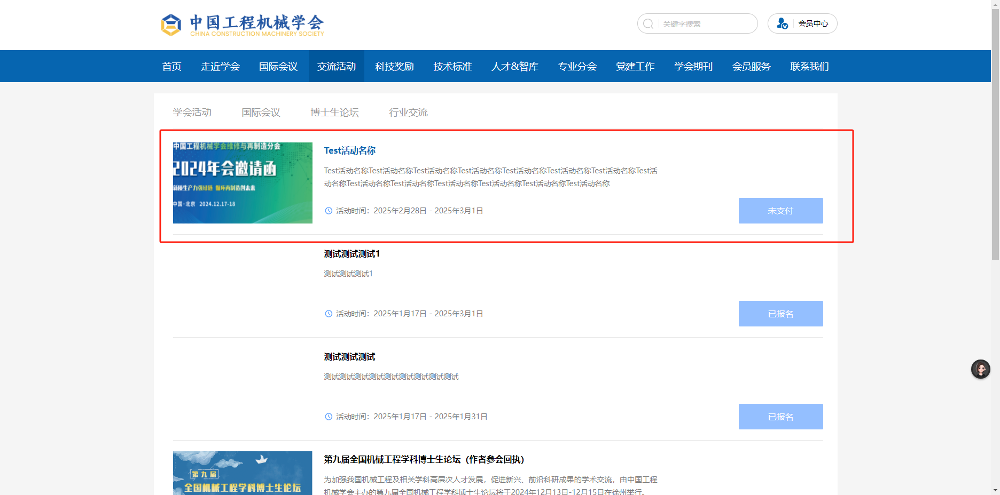 中国工程机械学会
CHINA CONSTRUCTION MACHINERY SOCIETY
关键字搜索
会员中心
首页 走近学会 国际会议 交流活动 科技奖励 技术标准 人才&智库 专业分会 党建工作 学会期刊 会员服务 联系我们
学会活动 国际会议 博士生论坛 行业交流
中国工程机械学会维修与再制造分会
2024年会邀请函
新质生产力强绿链 循环再制造创未来
中国·北京 2024.12.17-18
Test活动名称
Test活动名称Test活动名称Test活动名称Test活动名称Test活动名称Test活动名称Test活动名称Test活
动名称Test活动名称Test活动名称Test活动名称Test活动名称Test活动名称Test活动名称
活动时间：2025年2月28日 - 2025年3月1日
未支付
测试测试测试1
测试测试测试1
活动时间：2025年1月17日 - 2025年3月1日
已报名
测试测试测试
测试测试测试测试测试测试测试测试测试
活动时间：2025年1月17日 - 2025年1月31日
已报名
第九届
全国机械工程学科博士生论坛
第九届全国机械工程学科博士生论坛（作者参会回执）
为加强我国机械工程及相关学科高层次人才发展，促进新兴、前沿科研成果的学术交流，由中国工程
机械学会主办的第九届全国机械工程学科博士生论坛将于2024年12月13日-12月15日在徐州举行。